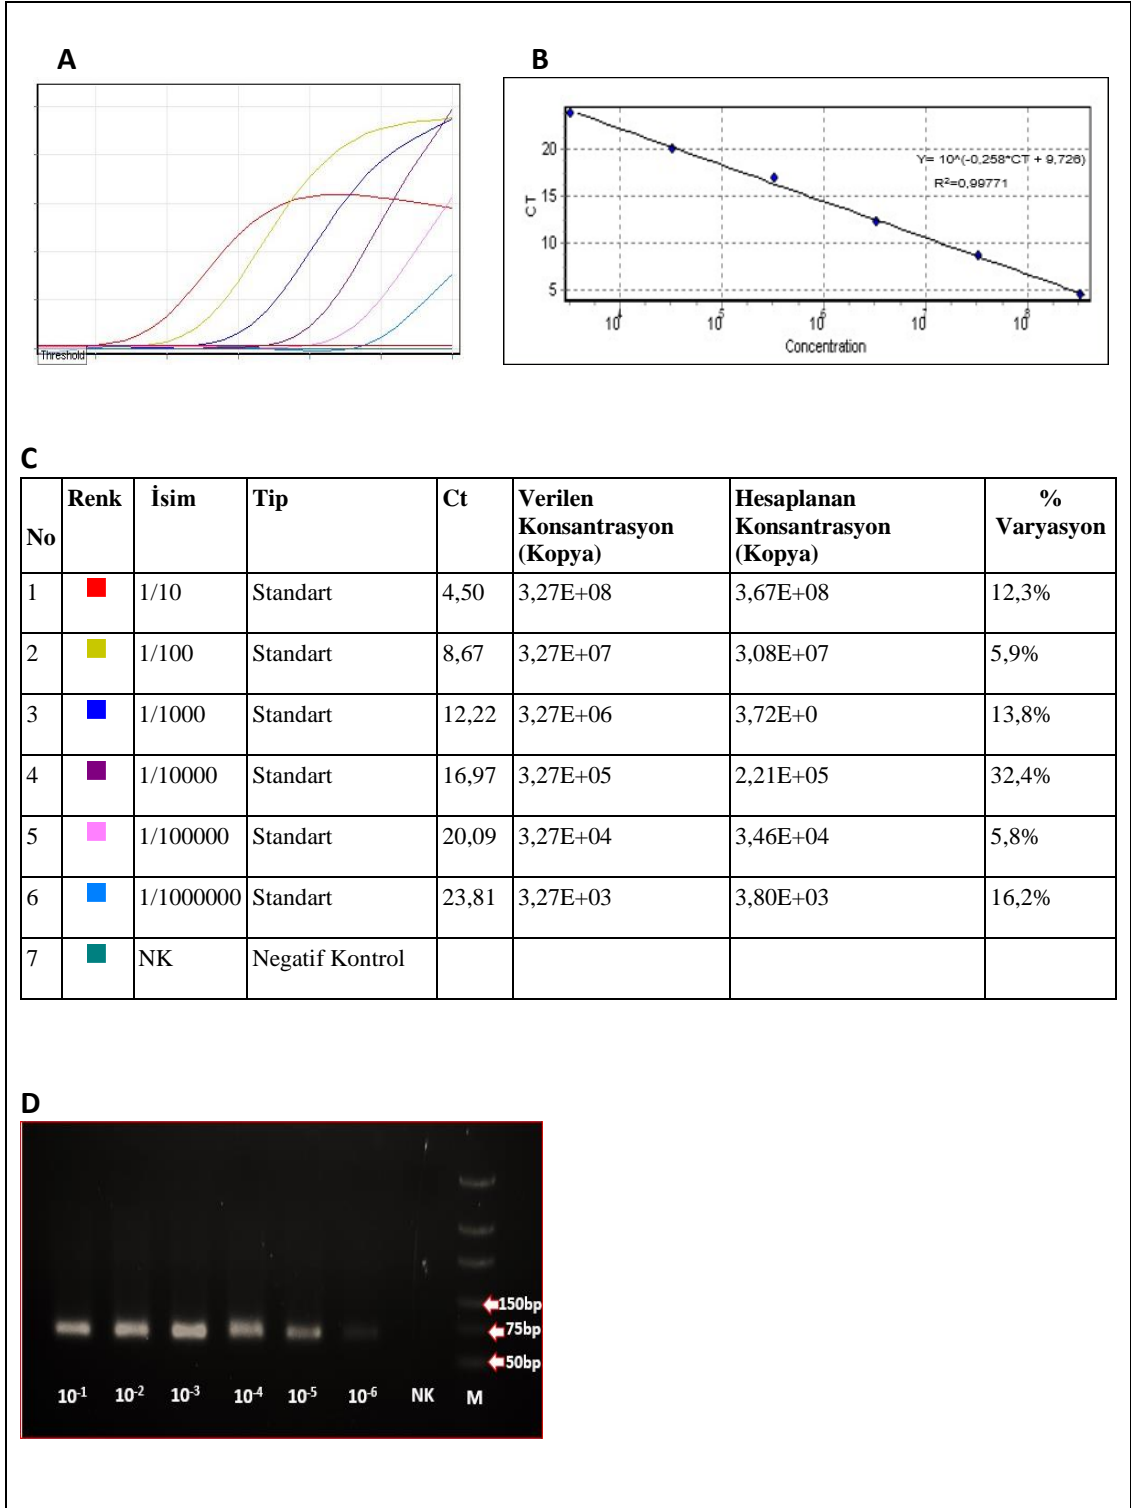 A
B
Threshold
20
15
10
5
CT
Y= 10^(-0,258*CT + 9,726)
R²=0,99771
10⁴ 10⁵ 10⁶ 10⁷ 10⁸
Concentration
C
No Renk İsim Tip Ct Verilen Konsantrasyon (Kopya) Hesaplanan Konsantrasyon (Kopya) % Varyasyon
1 1/10 Standart 4,50 3,27E+08 3,67E+08 12,3%
2 1/100 Standart 8,67 3,27E+07 3,08E+07 5,9%
3 1/1000 Standart 12,22 3,27E+06 3,72E+0 13,8%
4 1/10000 Standart 16,97 3,27E+05 2,21E+05 32,4%
5 1/100000 Standart 20,09 3,27E+04 3,46E+04 5,8%
6 1/1000000 Standart 23,81 3,27E+03 3,80E+03 16,2%
7 NK Negatif Kontrol
D
150bp
75bp
50bp
10⁻¹ 10⁻² 10⁻³ 10⁻⁴ 10⁻⁵ 10⁻⁶ NK M